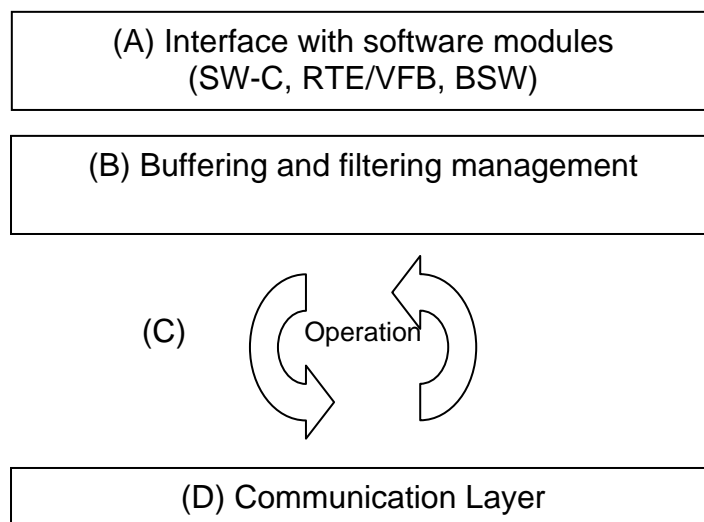 (A) Interface with software modules
(SW-C, RTE/VFB, BSW)
(B) Buffering and filtering management
(C)
Operation
(D) Communication Layer